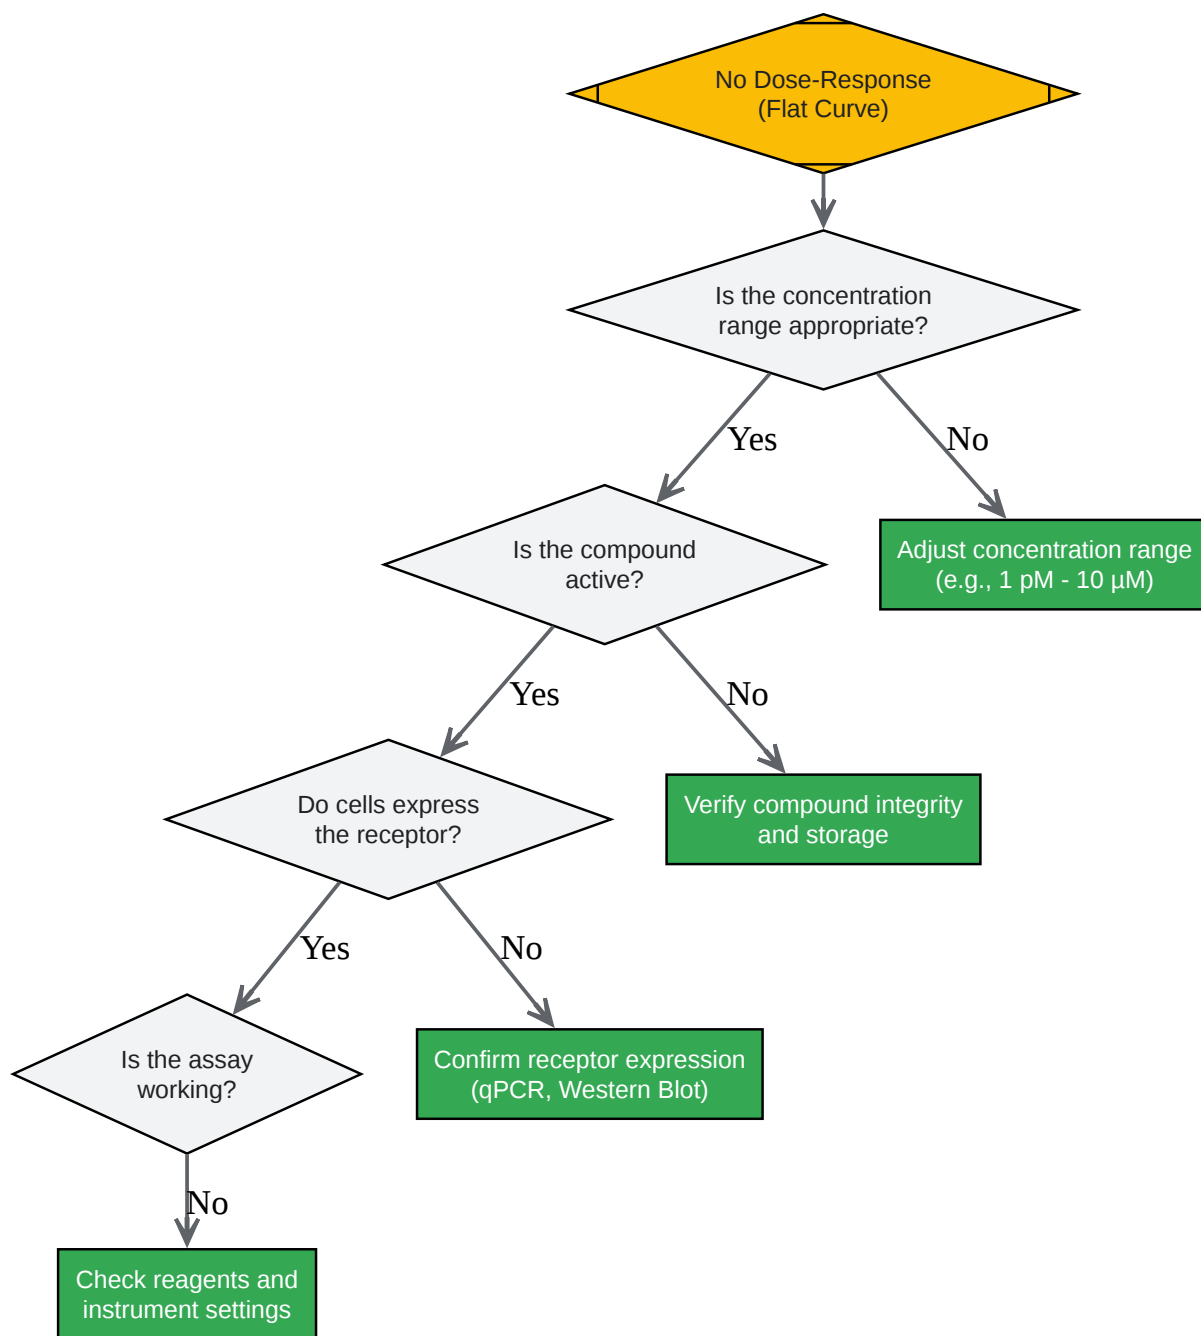 No Dose-Response
(Flat Curve)
Is the concentration
range appropriate?
Yes
No
Is the compound
active?
Adjust concentration range
(e.g., 1 pM - 10 µM)
Yes
No
Do cells express
the receptor?
Verify compound integrity
and storage
Yes
No
Is the assay
working?
Confirm receptor expression
(qPCR, Western Blot)
No
Check reagents and
instrument settings